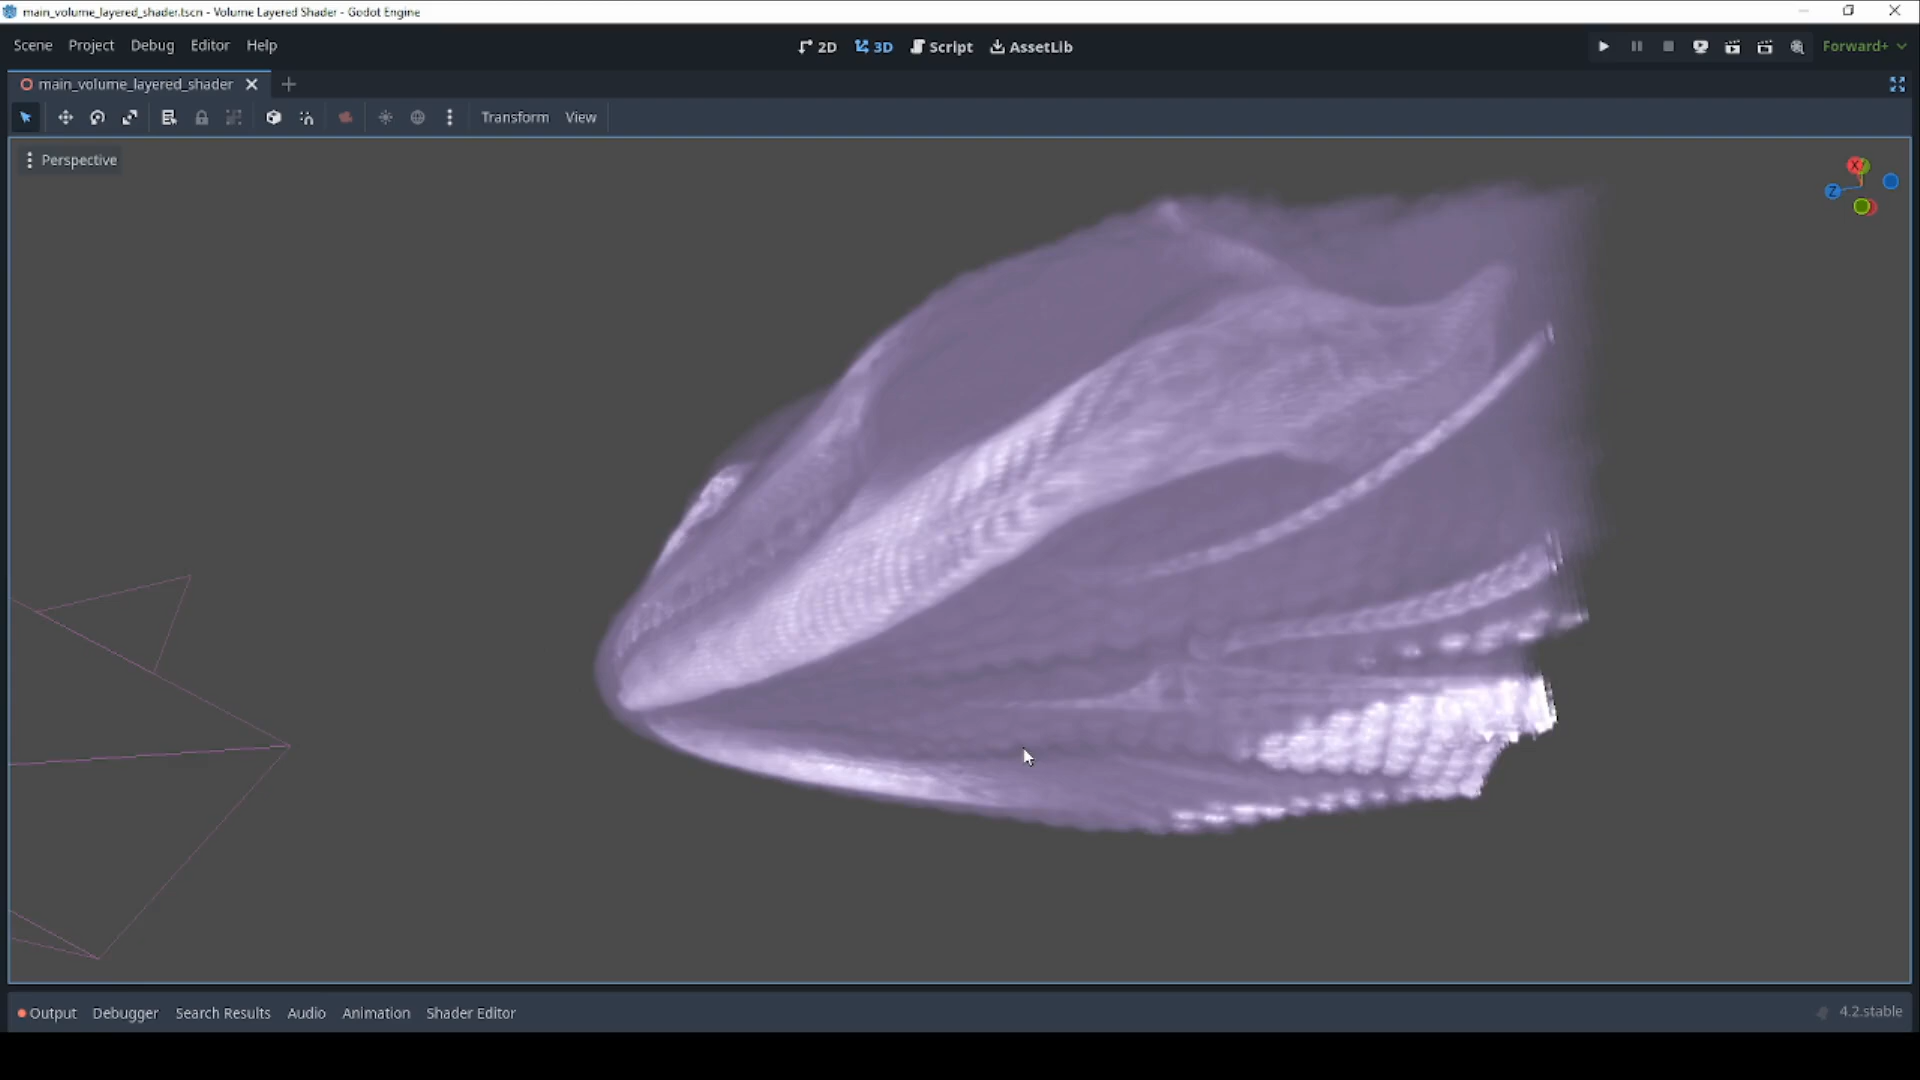 main_volume_layered_shader.tscn - Volume Layered Shader - Godot Engine
Scene Project Debug Editor Help 2D 3D Script AssetLib Forward+
main_volume_layered_shader
Transform View
Perspective
X
Y
Z
Output Debugger Search Results Audio Animation Shader Editor 4.2.stable